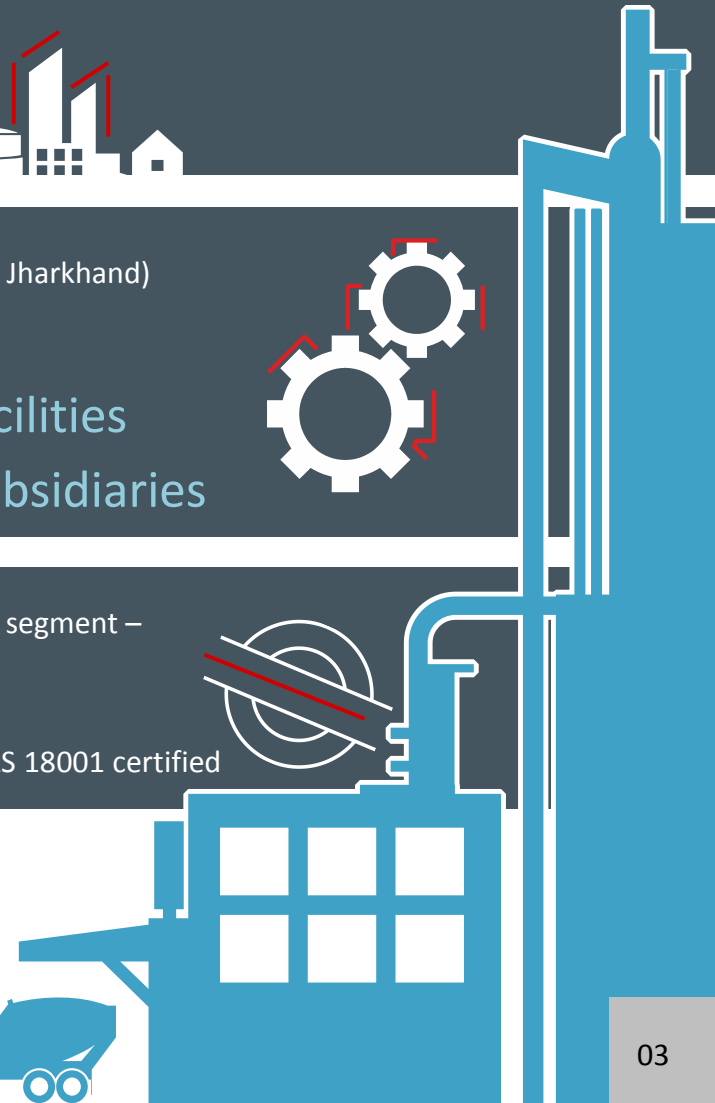 Jharkhand)
cilities
bsidiaries
segment –
S 18001 certified
03